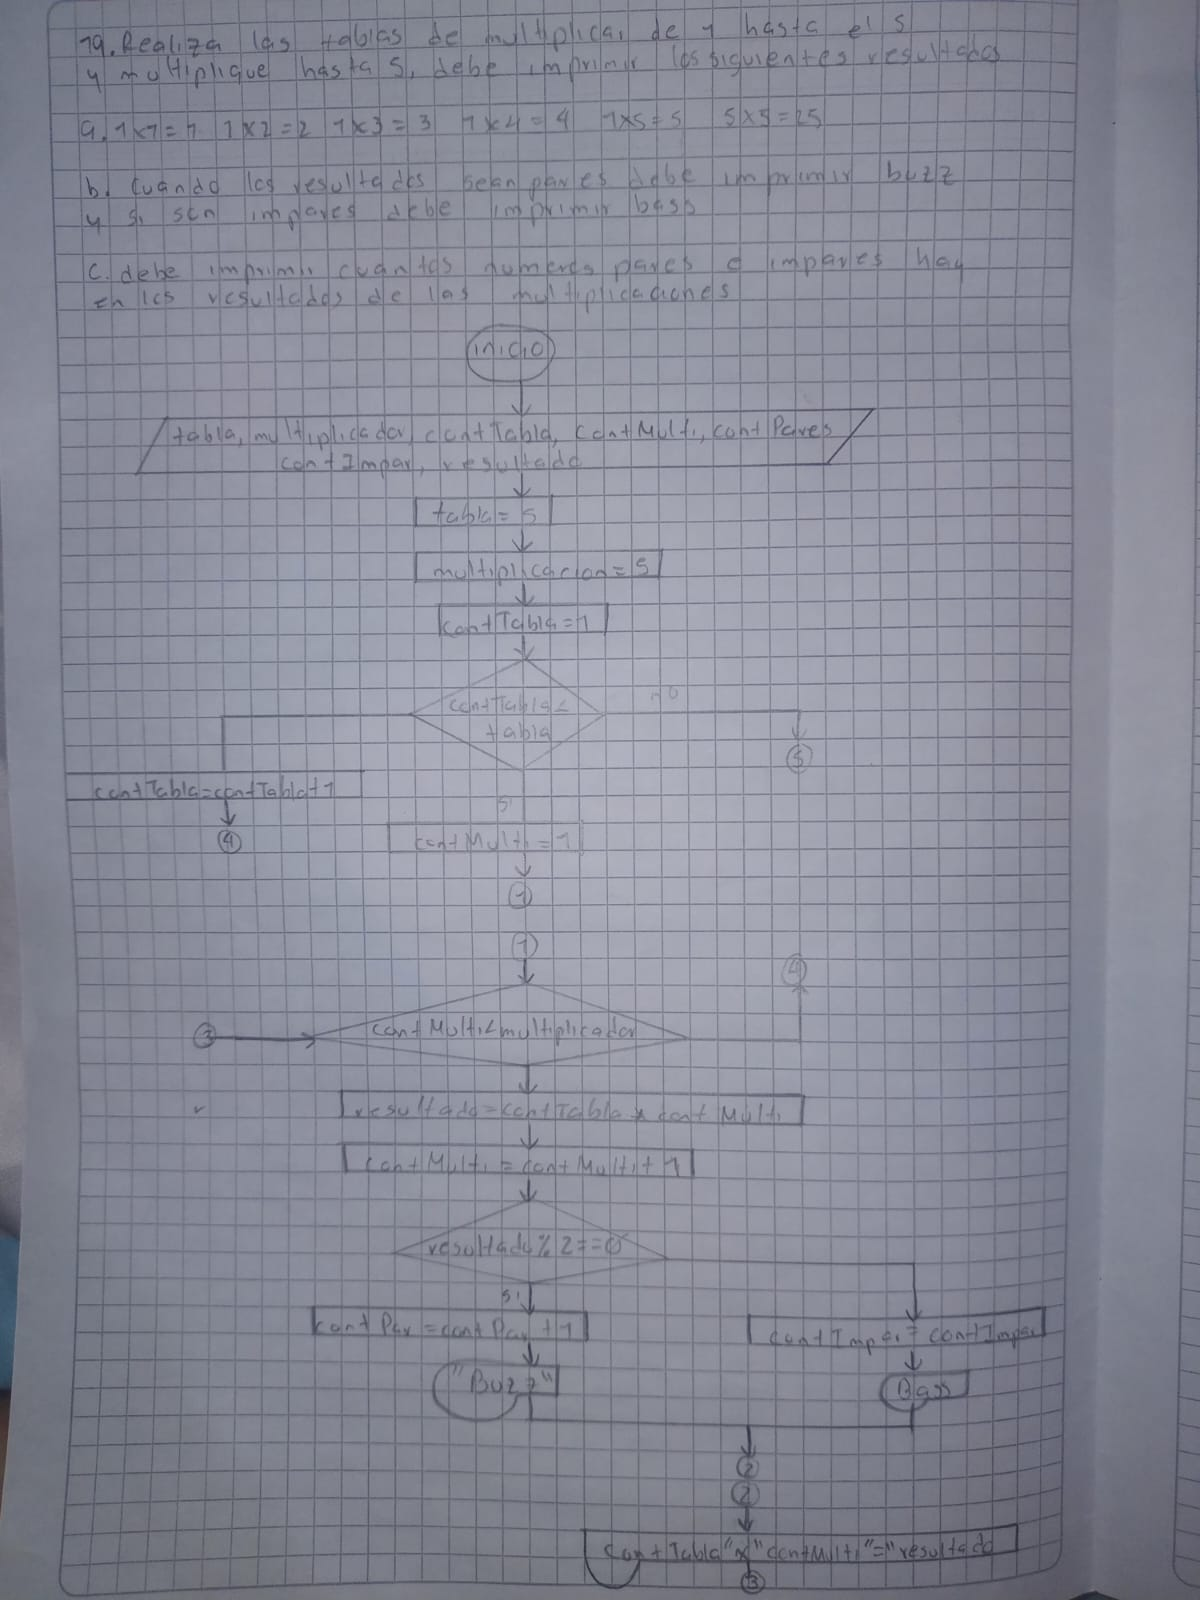 19. Realiza las tablas de multiplicar de 1 hasta el 5
y multiplique hasta 5, debe imprimir los siguientes resultados
a. 1x1=1 1x2=2 1x3=3 1x4=4 1x5=5 5x5=25
b. Cuando los resultados sean pares debe imprimir buzz
y si son impares debe imprimir bass
c. debe imprimir cuantos numeros pares e impares hay
en los resultados de las multiplicaciones
inicio
tabla, multiplicador, contTabla, contMulti, contPares
contImpar, resultado
tabla = 5
multiplicacion = 5
contTabla = 1
contTabla <
tabla
no
5
contTabla = contTabla + 1
4
si
contMulti = 1
1
1
4
3
contMulti < multiplicador
resultado = contTabla x contMulti
contMulti = contMulti + 1
resultado % 2 == 0
si
contPar = contPar + 1
contImpar = contImpar
"Buzz"
Bass
2
2
contTabla "x" contMulti "=" resultado
3